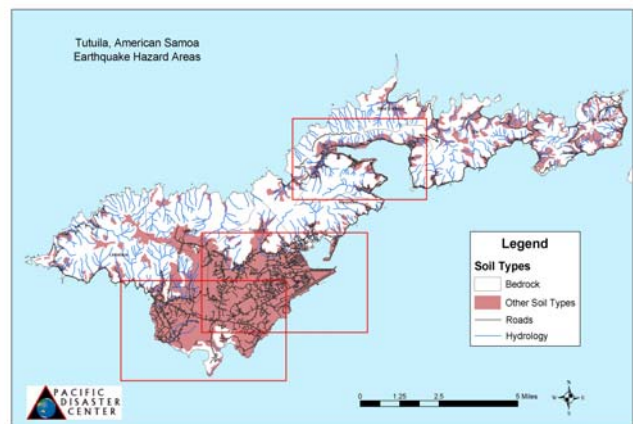 Tutuila, American Samoa
Earthquake Hazard Areas
Legend
Soil Types
Bedrock
Other Soil Types
Roads
Hydrology
PACIFIC
DISASTER
CENTER
0 1.25 2.5 5 Miles
N
W E
S